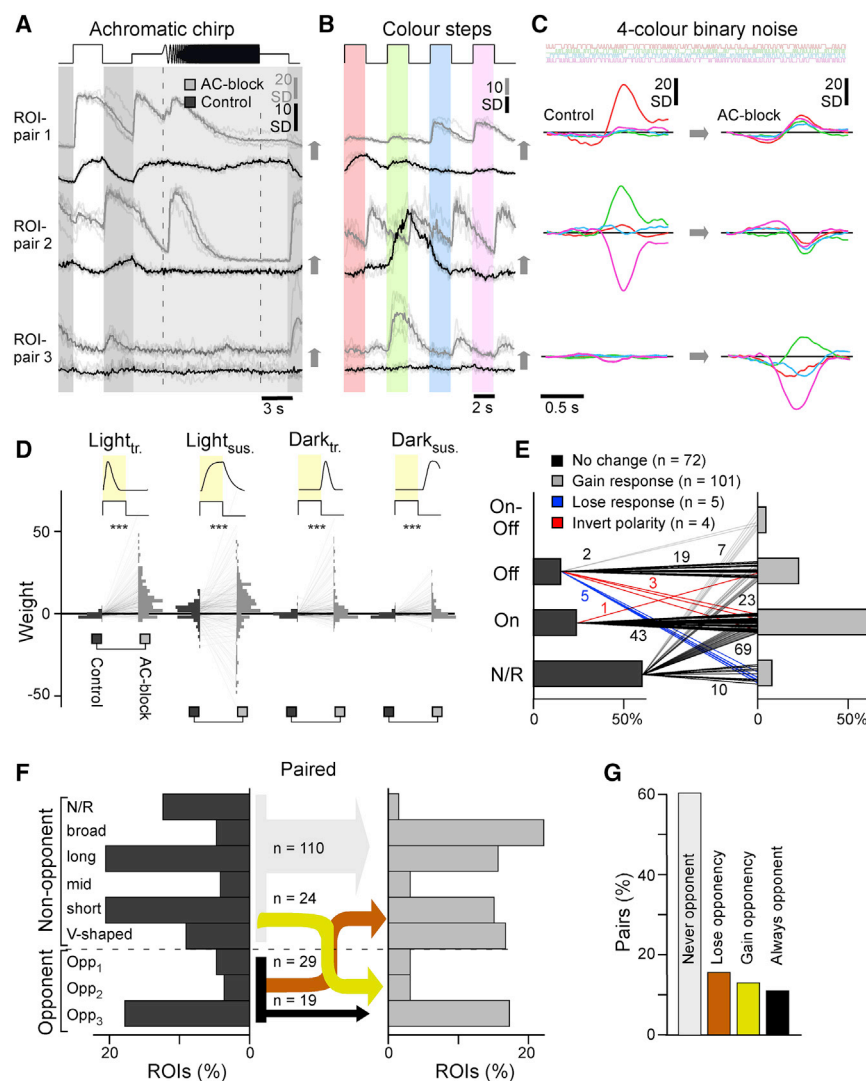 A
Achromatic chirp
AC-block
Control
20
SD
10
SD
ROI-
pair 1
ROI-
pair 2
ROI-
pair 3
3 s
B
Colour steps
10
SD
2 s
C
4-colour binary noise
Control
20
SD
AC-block
20
SD
0.5 s
D
Light tr.
Light sus.
Dark tr.
Dark sus.
***
***
***
***
50
0
-50
Weight
Control
AC-block
E
No change (n = 72)
Gain response (n = 101)
Lose response (n = 5)
Invert polarity (n = 4)
On-
Off
Off
On
N/R
2
19
7
3
5
1
23
43
69
10
0
50%
0
50%
F
Paired
Non-opponent
Opponent
N/R
broad
long
mid
short
V-shaped
Opp1
Opp2
Opp3
n = 110
n = 24
n = 29
n = 19
20
0
ROIs (%)
0
20
ROIs (%)
G
Pairs (%)
60
40
20
0
Never opponent
Lose opponency
Gain opponency
Always opponent